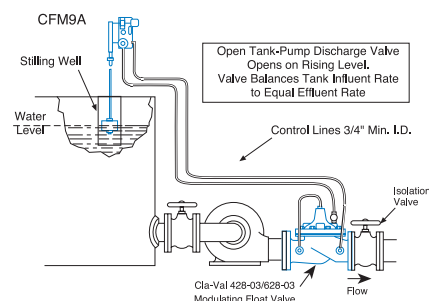 CFM9A
Stilling Well
Water
Level
Open Tank-Pump Discharge Valve
Opens on Rising Level.
Valve Balances Tank Influent Rate
to Equal Effluent Rate
Control Lines 3/4" Min. I.D.
Isolation
Valve
Flow
Cla-Val 428-03/628-03
Modulating Float Valve